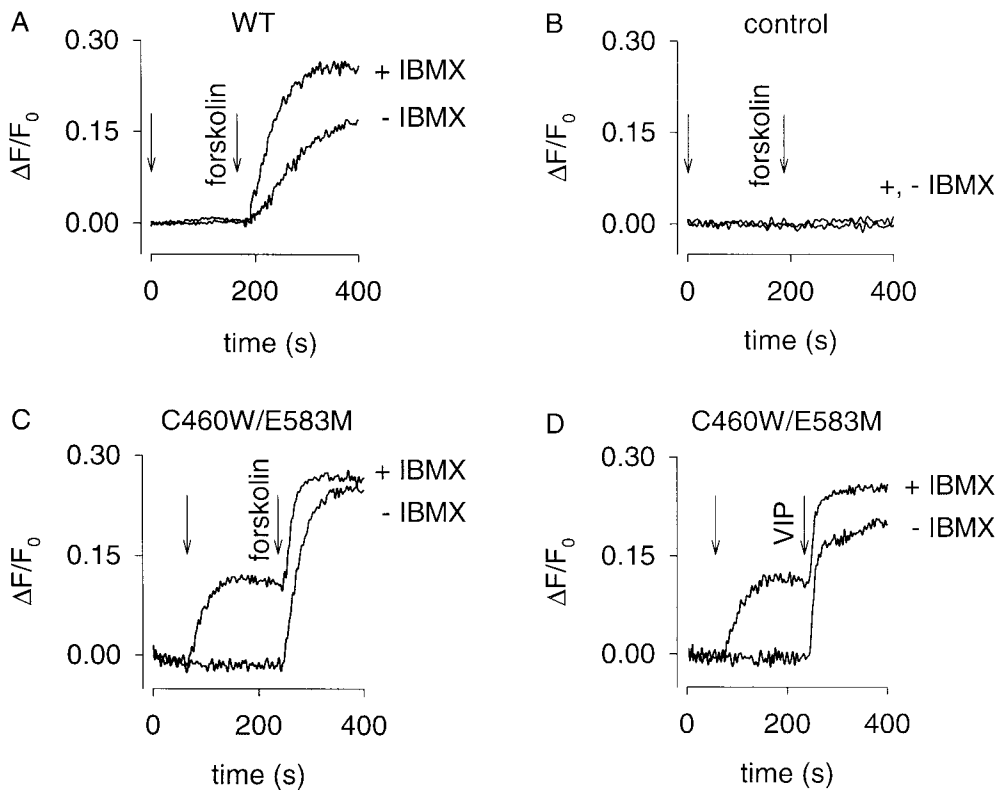 A
WT
0.30
0.15
0.00
ΔF/F0
forskolin
+ IBMX
- IBMX
0
200
400
time (s)
B
control
0.30
0.15
0.00
ΔF/F0
forskolin
+, - IBMX
0
200
400
time (s)
C
C460W/E583M
0.30
0.15
0.00
ΔF/F0
forskolin
+ IBMX
- IBMX
0
200
400
time (s)
D
C460W/E583M
0.30
0.15
0.00
ΔF/F0
VIP
+ IBMX
- IBMX
0
200
400
time (s)